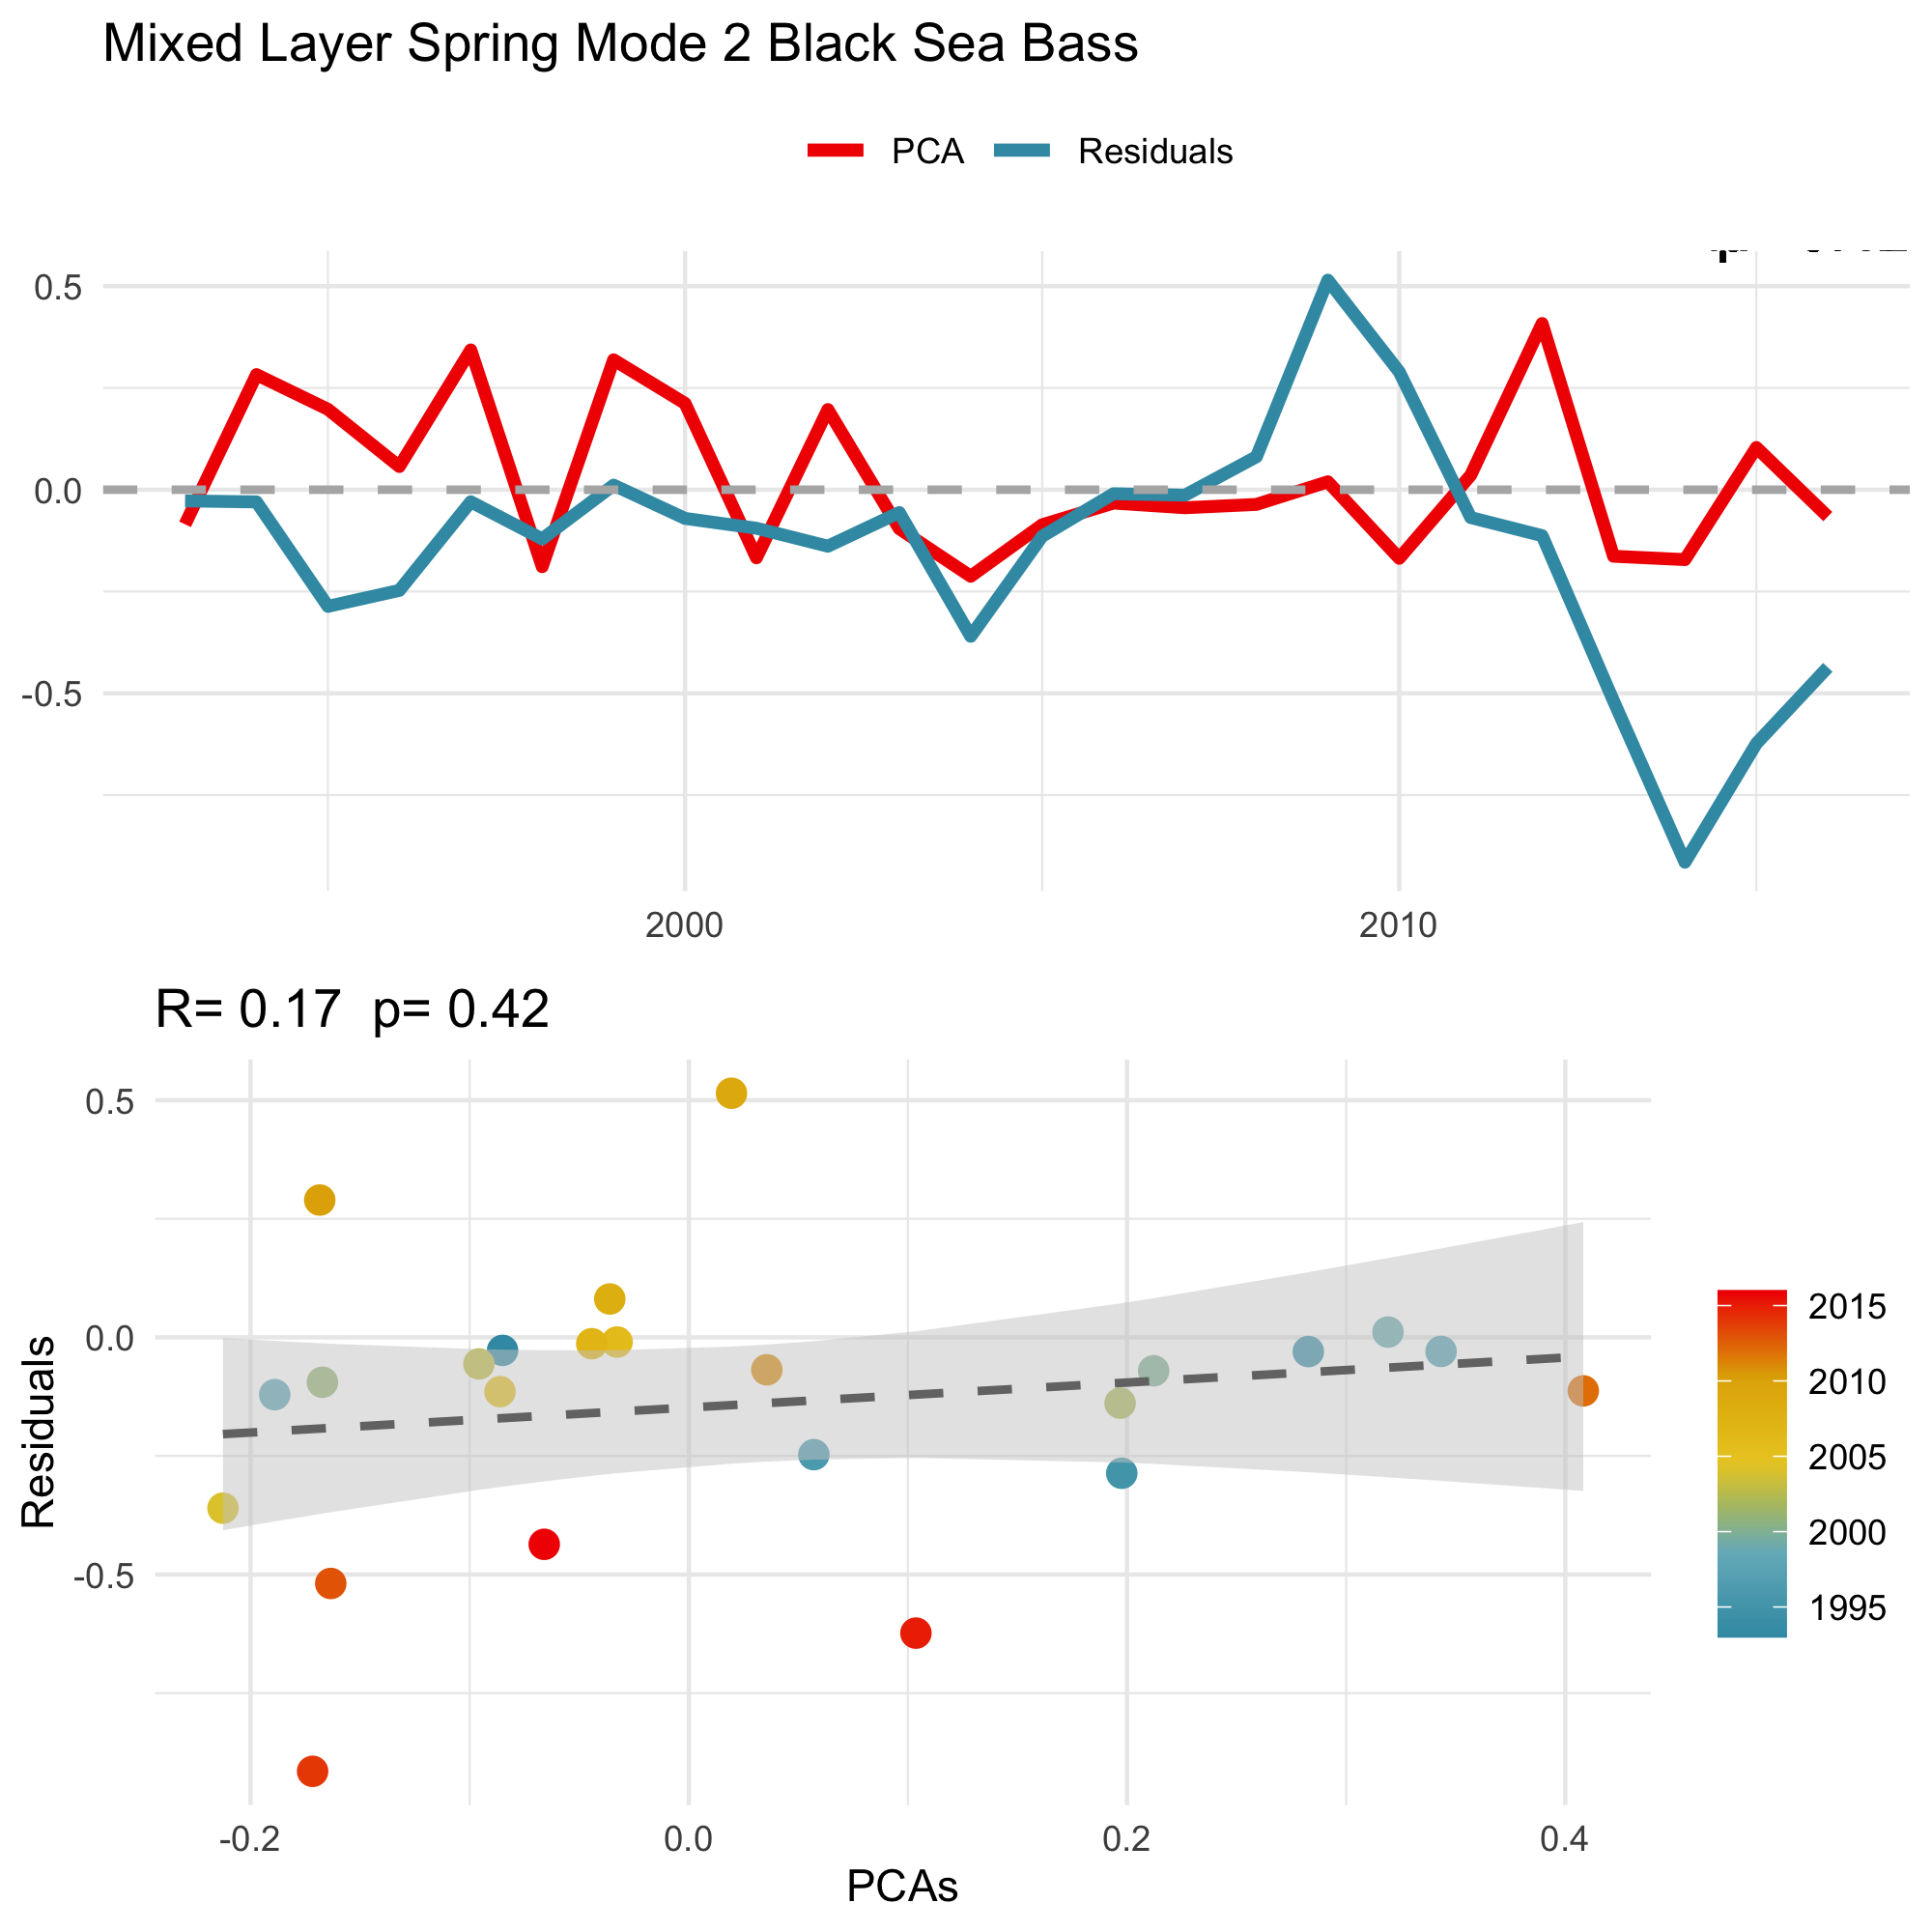 Mixed Layer Spring Mode 2 Black Sea Bass
PCA Residuals
0.5
0.0
-0.5
2000 2010
R= 0.17 p= 0.42
0.5
0.0
-0.5
Residuals
-0.2 0.0 0.2 0.4
PCAs
2015
2010
2005
2000
1995